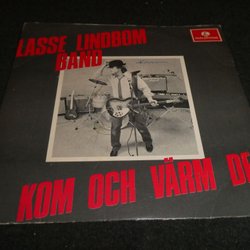 LASSE LINDBOM
BAND
KOM OCH VÄRM DE